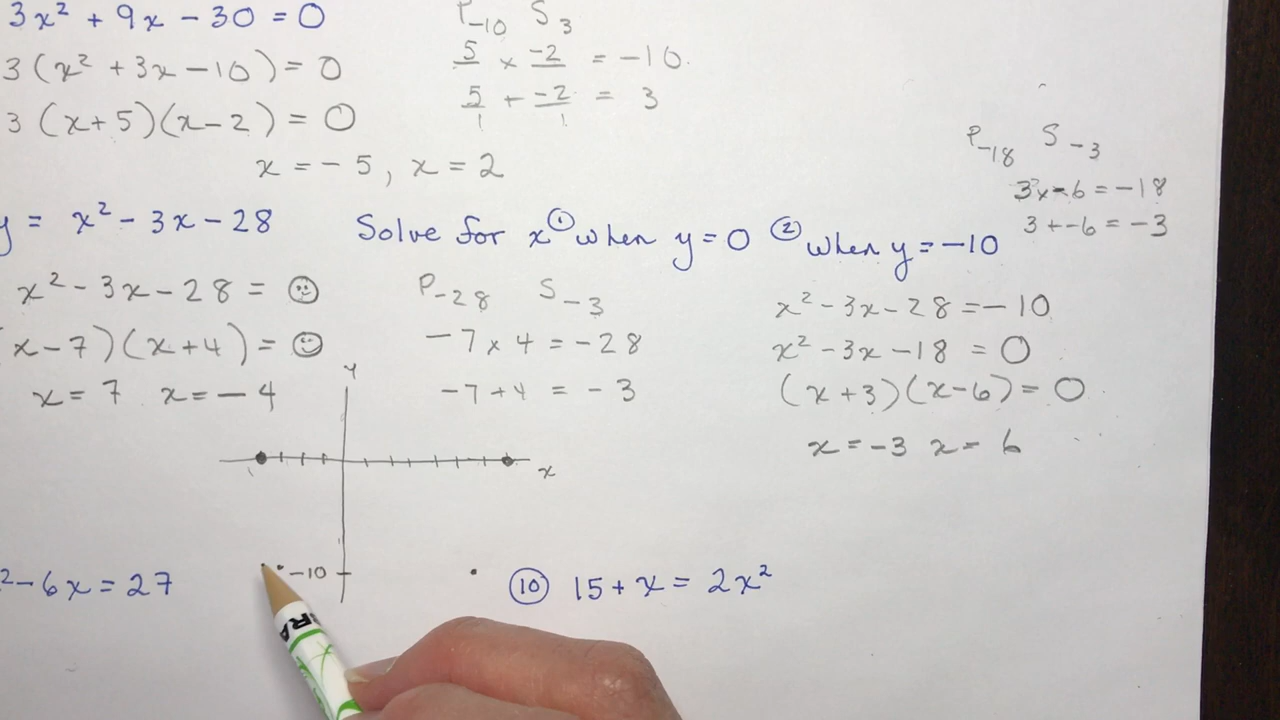 3x² + 9x - 30 = 0
3(x² + 3x - 10) = 0
3(x+5)(x-2) = 0
x = -5, x = 2
P₋₁₀ S₃
5 × -2 = -10.
5 + -2 = 3
P₋₁₈ S₋₃
3x-6 = -18
3 + -6 = -3
y = x² - 3x - 28 Solve for x ① when y = 0 ② when y = -10
x² - 3x - 28 = ☺
(x-7)(x+4) = ☺
x = 7 x = -4
P₋₂₈ S₋₃
-7 × 4 = -28
-7 + 4 = -3
x² - 3x - 28 = -10
x² - 3x - 18 = 0
(x+3)(x-6) = 0
x = -3 x = 6
y
x
-10
² - 6x = 27
⑩ 15 + x = 2x²